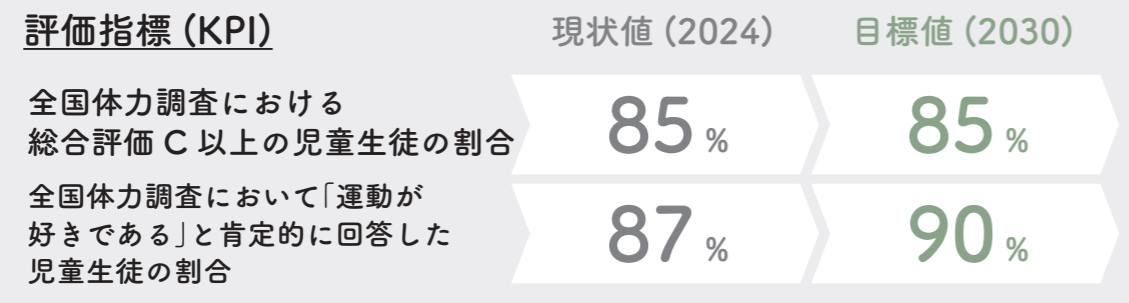 評価指標 (KPI) 現状値 (2024) 目標値 (2030)
全国体力調査における
総合評価 C 以上の児童生徒の割合 85 % 85 %
全国体力調査において「運動が
好きである」と肯定的に回答した 87 % 90 %
児童生徒の割合